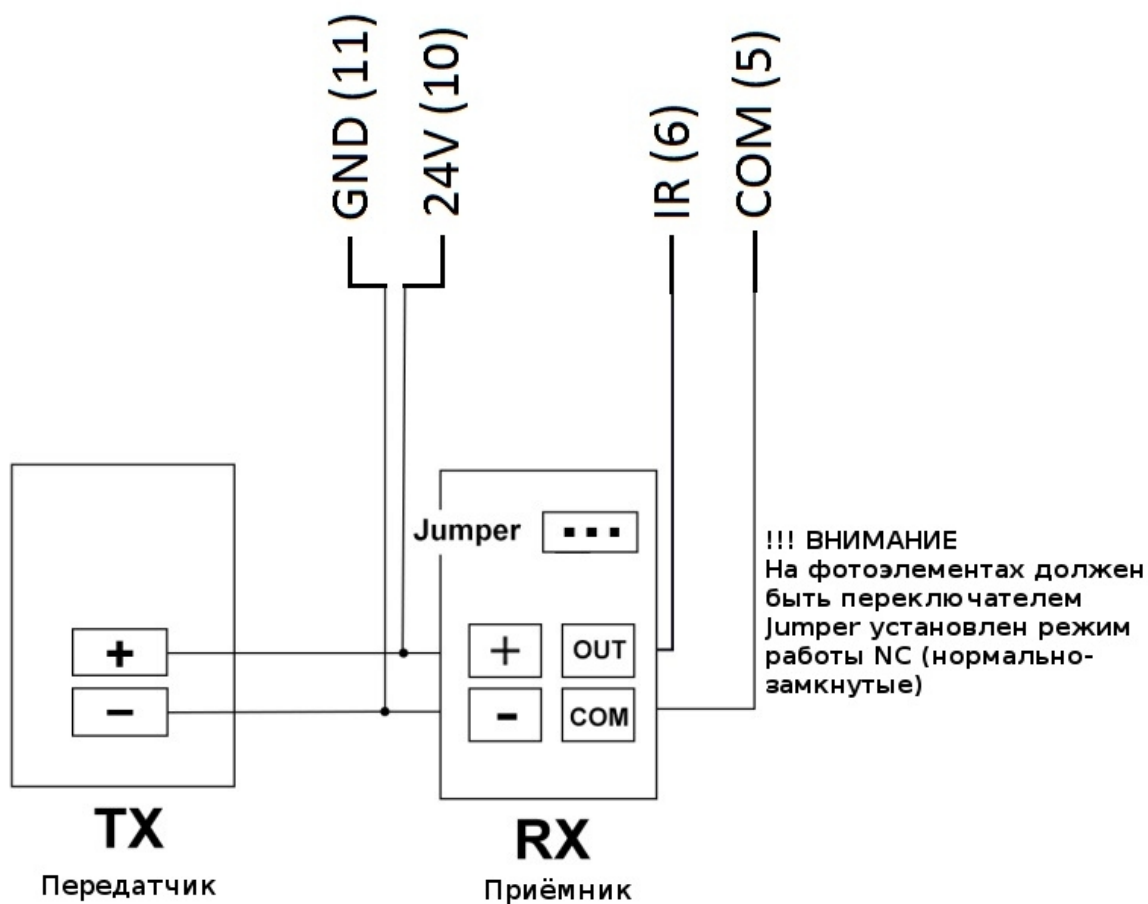 GND (11)
24V (10)
IR (6)
COM (5)
Jumper
!!! ВНИМАНИЕ
На фотоэлементах должен
быть переключателем
Jumper установлен режим
работы NC (нормально-
замкнутые)
+
-
+
OUT
-
COM
TX
Передатчик
RX
Приёмник